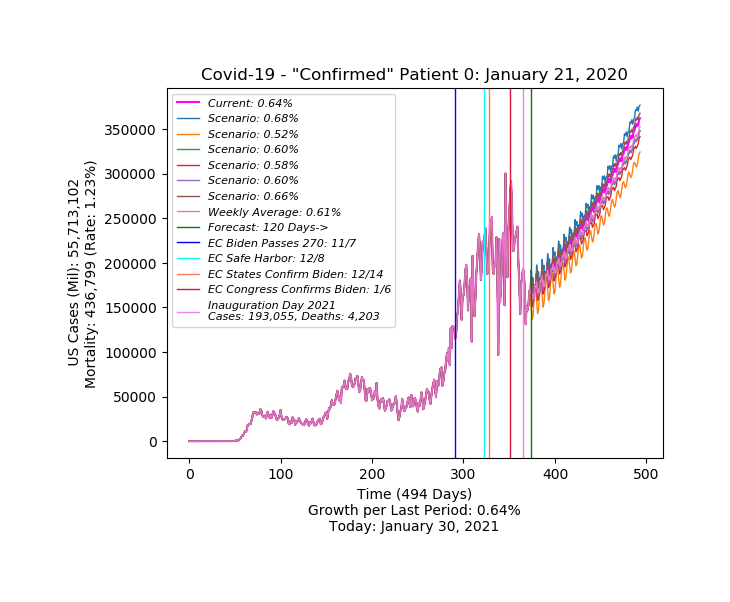 Covid-19 - "Confirmed" Patient 0: January 21, 2020
Current: 0.64%
Scenario: 0.68%
Scenario: 0.52%
Scenario: 0.60%
Scenario: 0.58%
Scenario: 0.60%
Scenario: 0.66%
Weekly Average: 0.61%
Forecast: 120 Days->
EC Biden Passes 270: 11/7
EC Safe Harbor: 12/8
EC States Confirm Biden: 12/14
EC Congress Confirms Biden: 1/6
Inauguration Day 2021
Cases: 193,055, Deaths: 4,203
US Cases (Mil): 55,713,102
Mortality: 436,799 (Rate: 1.23%)
350000
300000
250000
200000
150000
100000
50000
0
0 100 200 300 400 500
Time (494 Days)
Growth per Last Period: 0.64%
Today: January 30, 2021